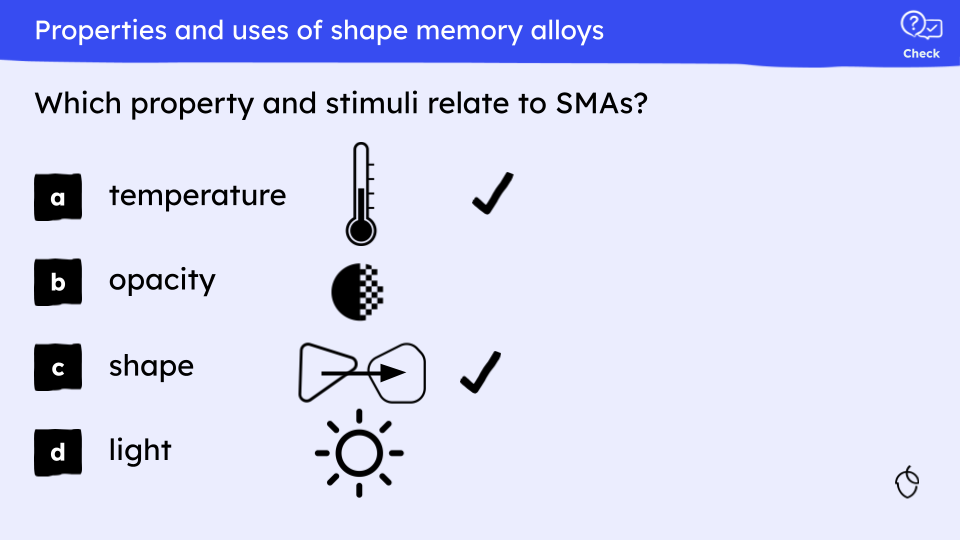 Properties and uses of shape memory alloys
Check
Which property and stimuli relate to SMAs?
a temperature
b opacity
c shape
d light